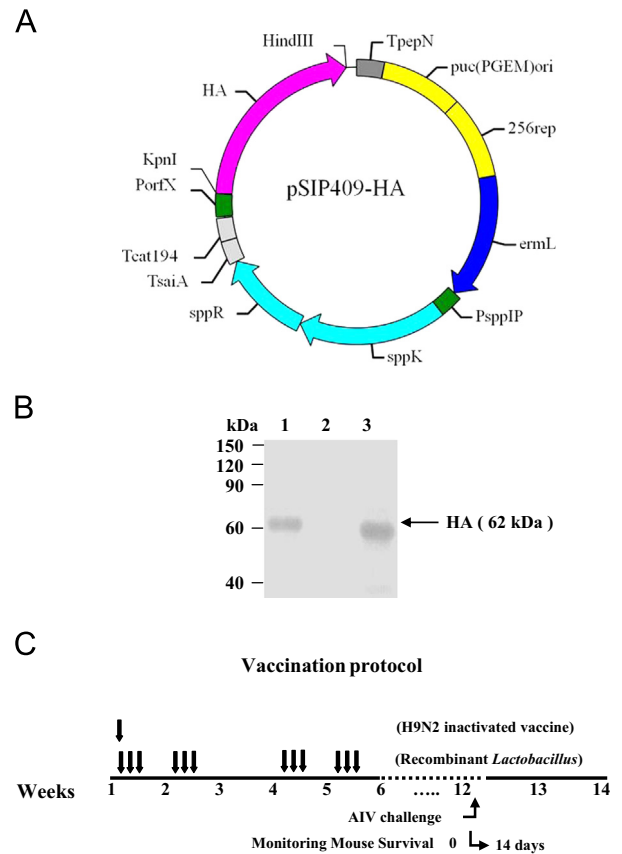 A
HindIII
TpepN
puc(PGEM)ori
HA
256rep
KpnI
PorfX
pSIP409-HA
Tcat194
ermL
TsaiA
sppR
PsppIP
sppK
B
kDa 1 2 3
150
120
90
60
HA ( 62 kDa )
40
C
Vaccination protocol
(H9N2 inactivated vaccine)
(Recombinant Lactobacillus)
Weeks 1 2 3 4 5 6 ..... 12 13 14
AIV challenge
Monitoring Mouse Survival 0 14 days